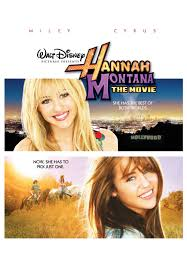 MILEY CYRUS
WALT DISNEY
PICTURES PRESENTS
HANNAH
MONTANA
THE MOVIE
SHE HAS THE BEST OF
BOTH WORLDS...
HOLLYWOOD
NOW, SHE HAS TO
PICK JUST ONE.